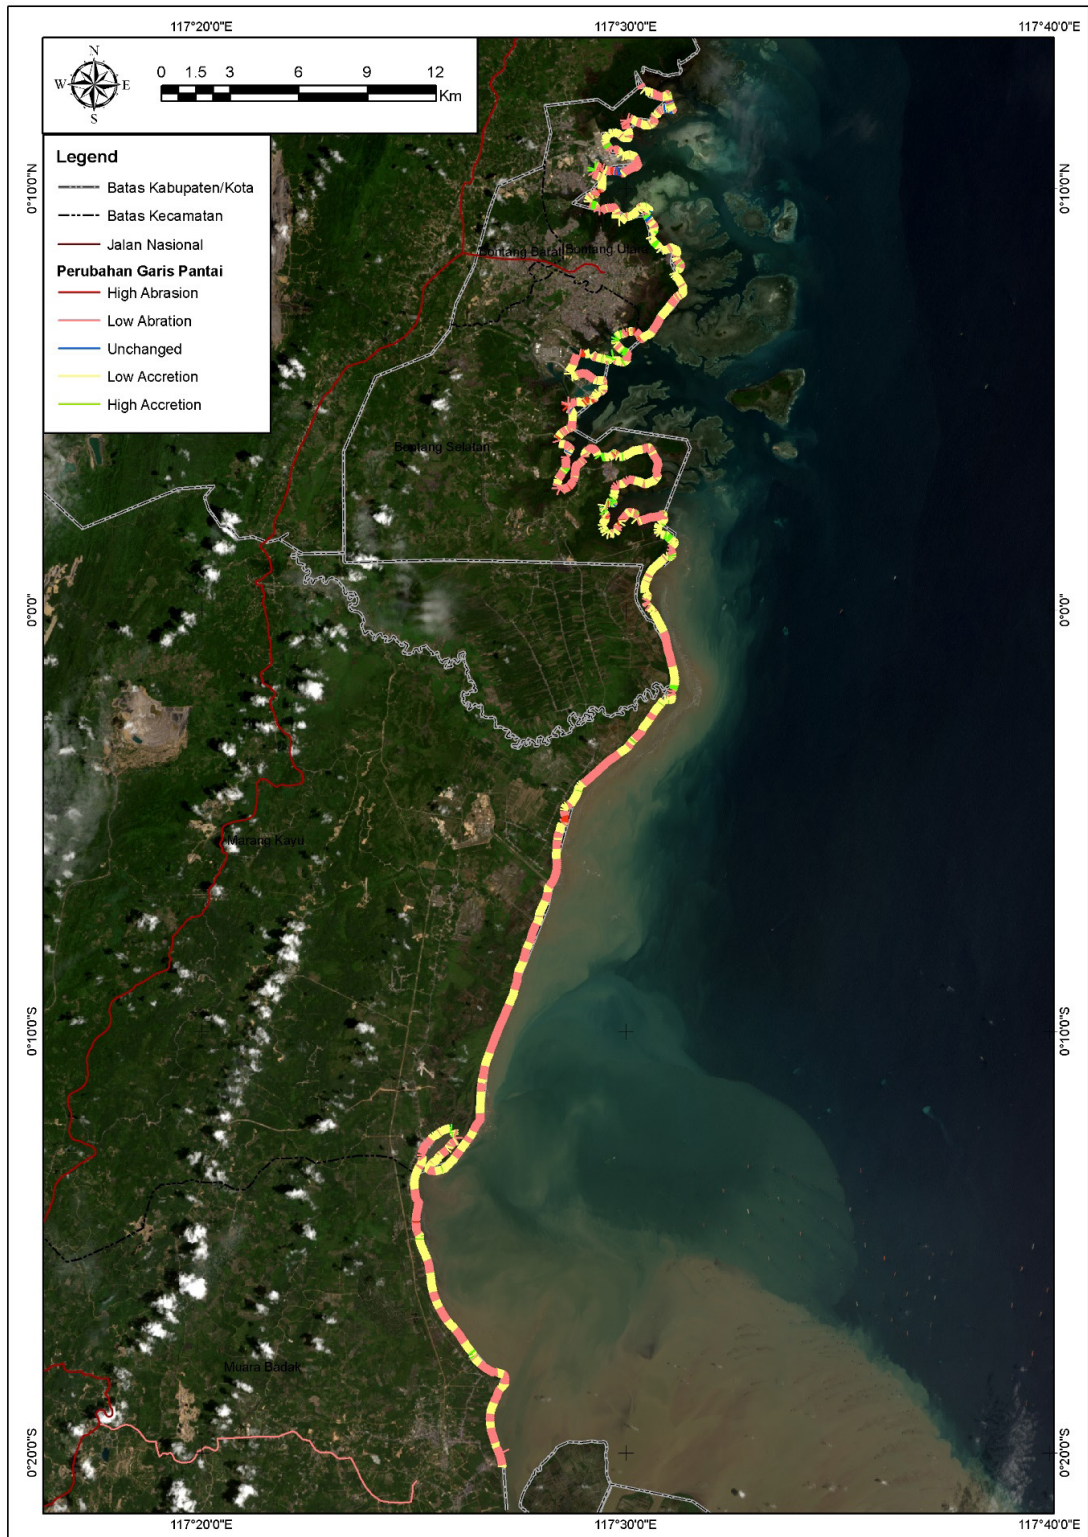 117°20'0"E 117°30'0"E 117°40'0"E
N
W E
S
0 1.5 3 6 9 12
Km
Legend
Batas Kabupaten/Kota
Batas Kecamatan
Jalan Nasional
Perubahan Garis Pantai
High Abrasion
Low Abration
Unchanged
Low Accretion
High Accretion
0°10'0"N 0°10'0"N
Bontang Barat Bontang Utara
Bontang Selatan
0°0'0" 0°0'0"
Marang Kayu
0°10'0"S 0°10'0"S
Muara Badak
0°20'0"S 0°20'0"S
117°20'0"E 117°30'0"E 117°40'0"E